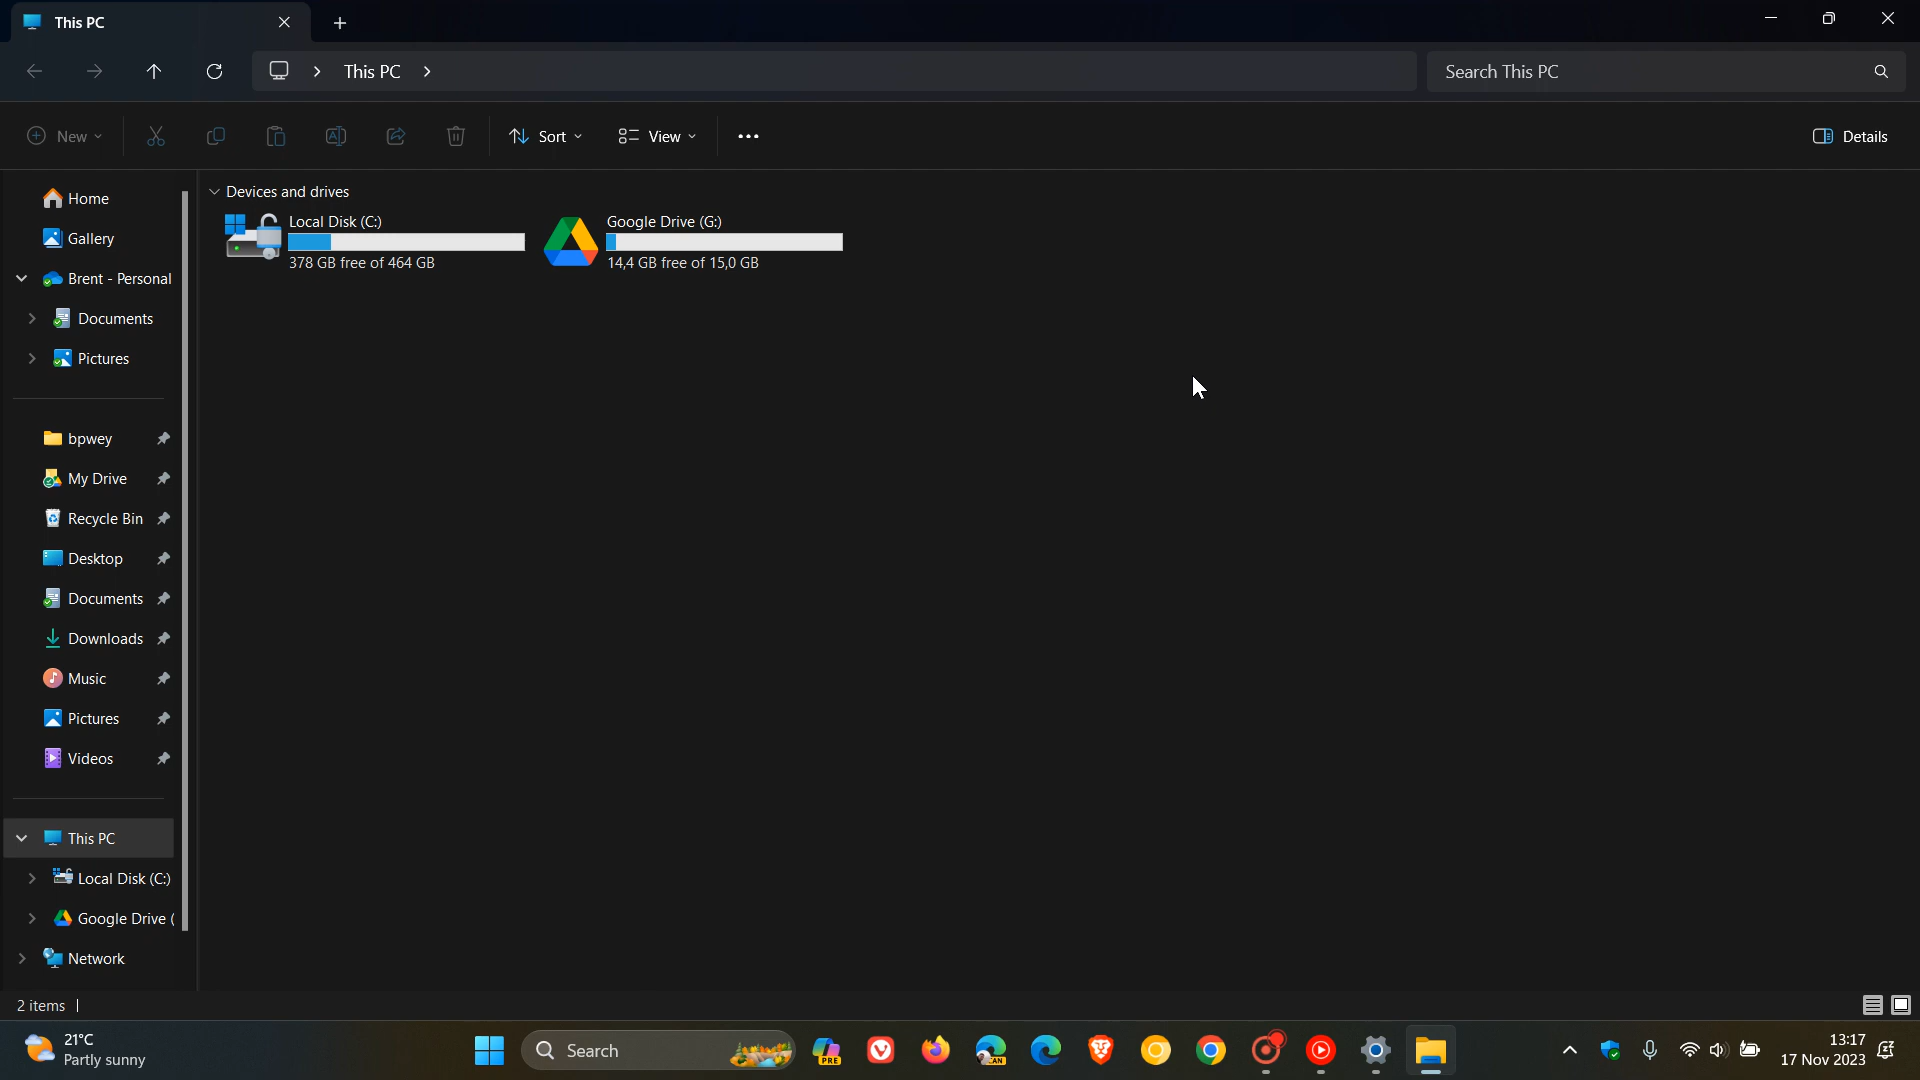 This PC
This PC
Search This PC
New
Sort
View
Details
Home
Gallery
Brent - Personal
Documents
Pictures
bpwey
My Drive
Recycle Bin
Desktop
Documents
Downloads
Music
Pictures
Videos
This PC
Local Disk (C:)
Google Drive (
Network
Devices and drives
Local Disk (C:)
378 GB free of 464 GB
Google Drive (G:)
14,4 GB free of 15,0 GB
2 items
21°C
Partly sunny
Search
PRE
CAN
13:17
17 Nov 2023